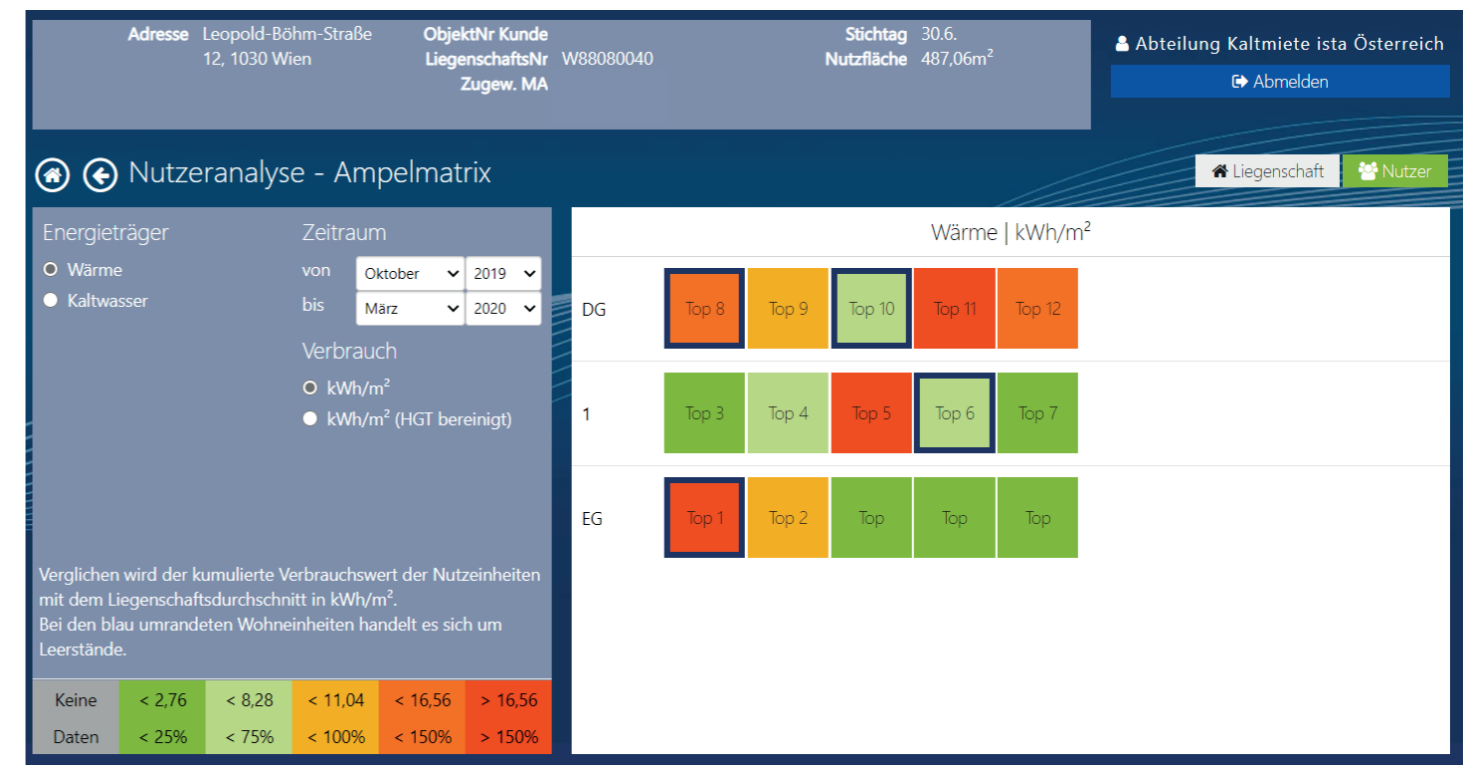 Adresse Leopold-Böhm-Straße 12, 1030 Wien
ObjektNr Kunde
LiegenschaftsNr W88080040
Zugew. MA
Stichtag 30.6.
Nutzfläche 487,06m²
Abteilung Kaltmiete ista Österreich
Abmelden
Nutzeranalyse - Ampelmatrix
Liegenschaft
Nutzer
Energieträger
Wärme
Kaltwasser
Zeitraum
von Oktober 2019
bis März 2020
Verbrauch
kWh/m²
kWh/m² (HGT bereinigt)
Verglichen wird der kumulierte Verbrauchswert der Nutzeinheiten
mit dem Liegenschaftsdurchschnitt in kWh/m².
Bei den blau umrandeten Wohneinheiten handelt es sich um
Leerstände.
Keine < 2,76 < 8,28 < 11,04 < 16,56 > 16,56
Daten < 25% < 75% < 100% < 150% > 150%
Wärme | kWh/m²
DG Top 8 Top 9 Top 10 Top 11 Top 12
1 Top 3 Top 4 Top 5 Top 6 Top 7
EG Top 1 Top 2 Top Top Top